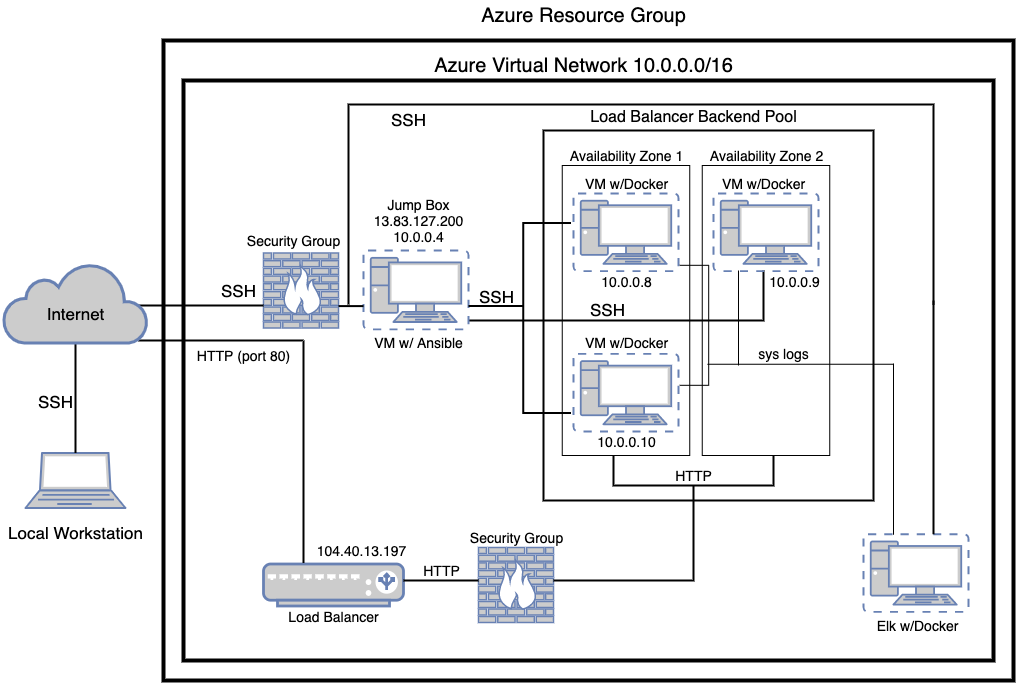 Azure Resource Group
Azure Virtual Network 10.0.0.0/16
SSH
Load Balancer Backend Pool
Availability Zone 1
Availability Zone 2
VM w/Docker
VM w/Docker
Jump Box
13.83.127.200
10.0.0.4
Security Group
10.0.0.8
10.0.0.9
SSH
SSH
SSH
Internet
VM w/ Ansible
VM w/Docker
HTTP (port 80)
sys logs
SSH
10.0.0.10
HTTP
Local Workstation
104.40.13.197
Security Group
HTTP
Load Balancer
Elk w/Docker